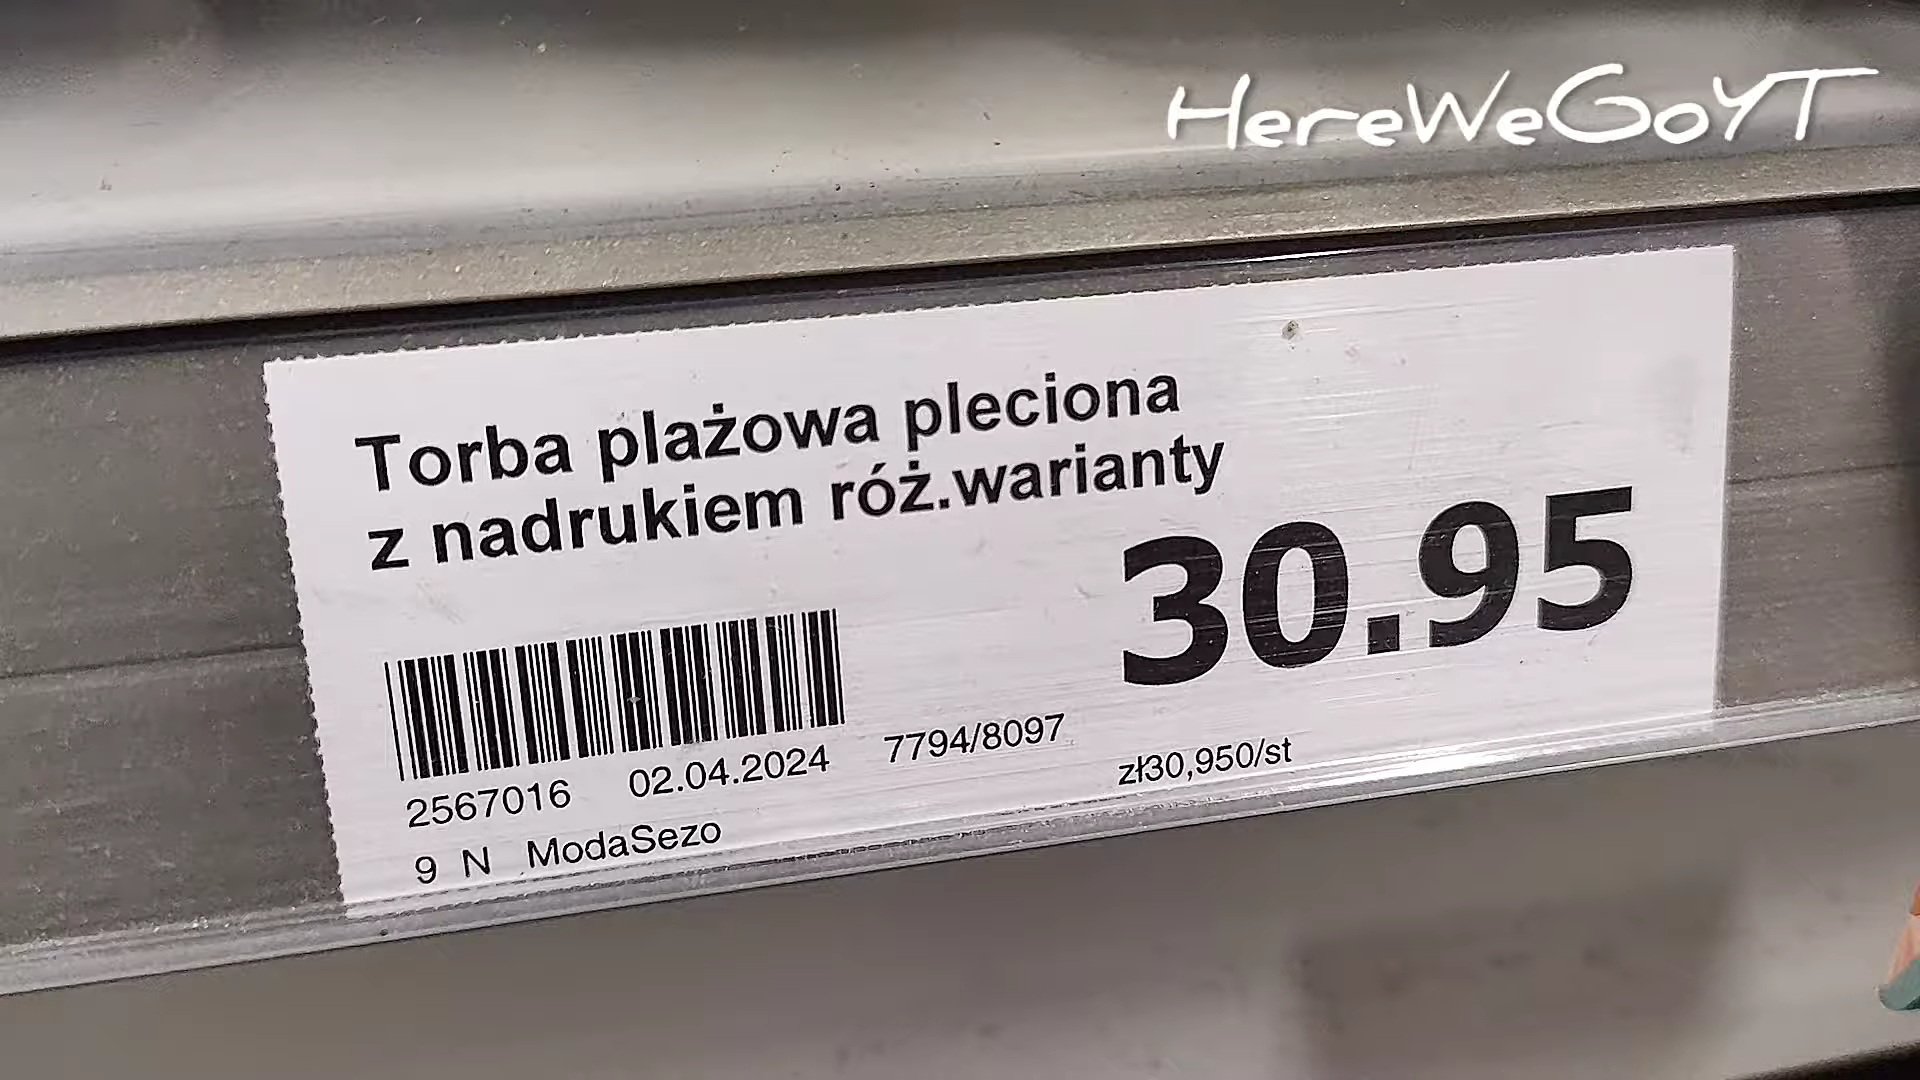 HereWeGoYT
Torba plażowa pleciona
z nadrukiem róż.warianty
30.95
2567016 02.04.2024 7794/8097 zł30,950/st
9 N ModaSezo